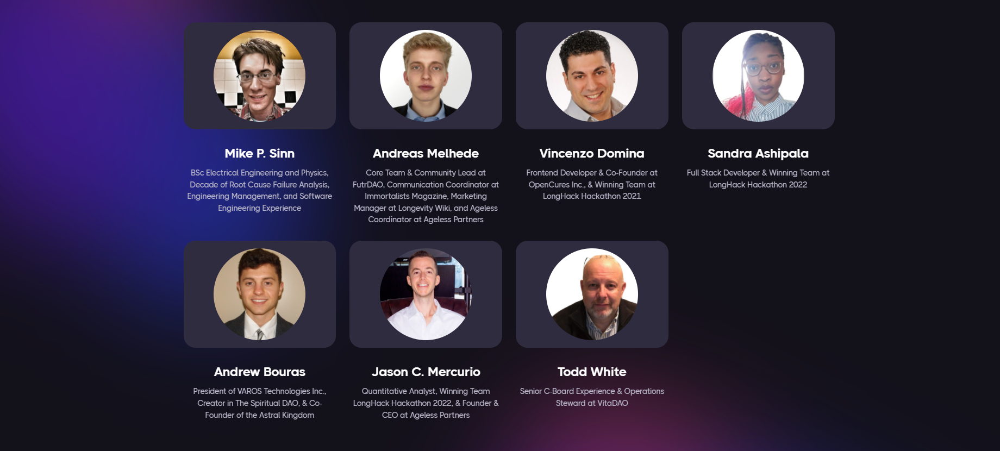 Mike P. Sinn
BSc Electrical Engineering and Physics,
Decade of Root Cause Failure Analysis,
Engineering Management, and Software
Engineering Experience
Andreas Melhede
Core Team & Community Lead at
FutrDAO, Communication Coordinator at
Immortalists Magazine, Marketing
Manager at Longevity Wiki, and Ageless
Coordinator at Ageless Partners
Vincenzo Domina
Frontend Developer & Co-Founder at
OpenCures Inc., & Winning Team at
LongHack Hackathon 2021
Sandra Ashipala
Full Stack Developer & Winning Team at
LongHack Hackathon 2022
Andrew Bouras
President of VAROS Technologies Inc.,
Creator in The Spiritual DAO, & Co-
Founder of the Astral Kingdom
Jason C. Mercurio
Quantitative Analyst, Winning Team
LongHack Hackathon 2022, & Founder &
CEO at Ageless Partners
Todd White
Senior C-Board Experience & Operations
Steward at VitaDAO